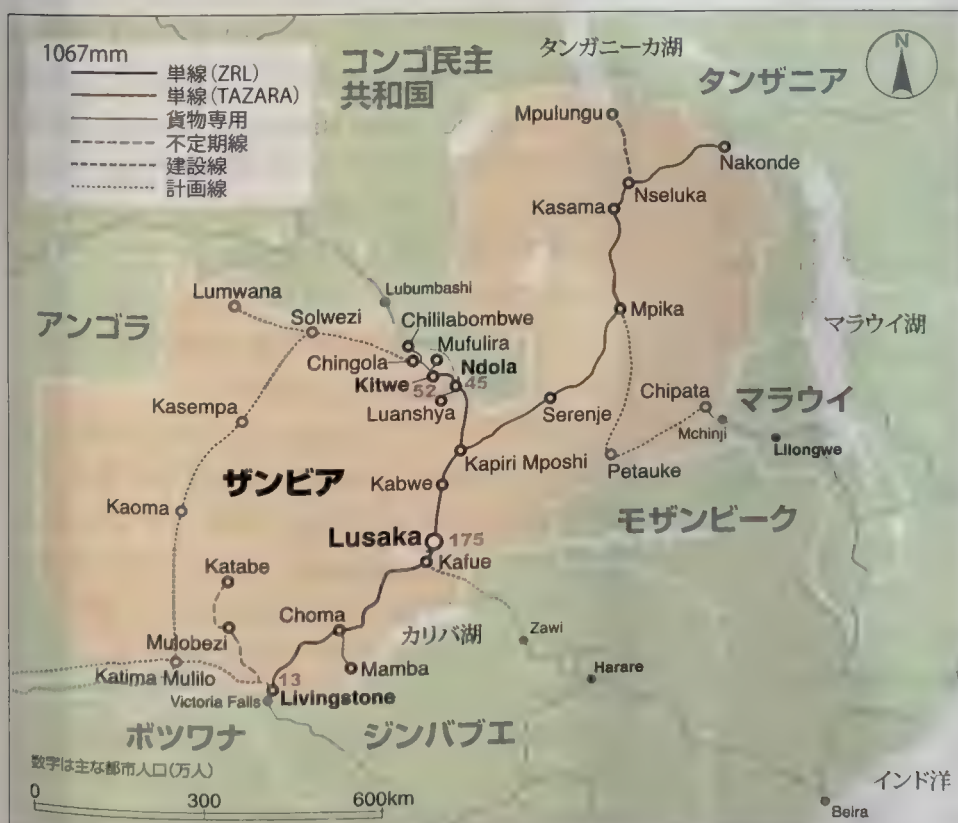 1067mm
単線(ZRL)
単線(TAZARA)
貨物専用
不定期線
建設線
計画線
コンゴ民主
共和国
タンガニーカ湖
タンザニア
N
Mpulungu
Nakonde
Nseluka
Kasama
Lubumbashi
Lumwana
Solwezi
Chililabombwe
Mufulira
Mpika
アンゴラ
マラウイ湖
Chingola
Ndola
Kitwe
52
45
Luanshya
Chipata
マラウイ
Kasempa
Serenje
Mchinji
Lilongwe
Kapiri Mposhi
Petauke
ザンビア
Kabwe
Kaoma
モザンビーク
Lusaka
175
Kafue
Katabe
Choma
カリバ湖
Zawi
Mulobezi
Mamba
Harare
Katima Mulilo
13
Victoria Falls
Livingstone
ボツワナ
ジンバブエ
数字は主な都市人口(万人)
インド洋
0
300
600km
Beira